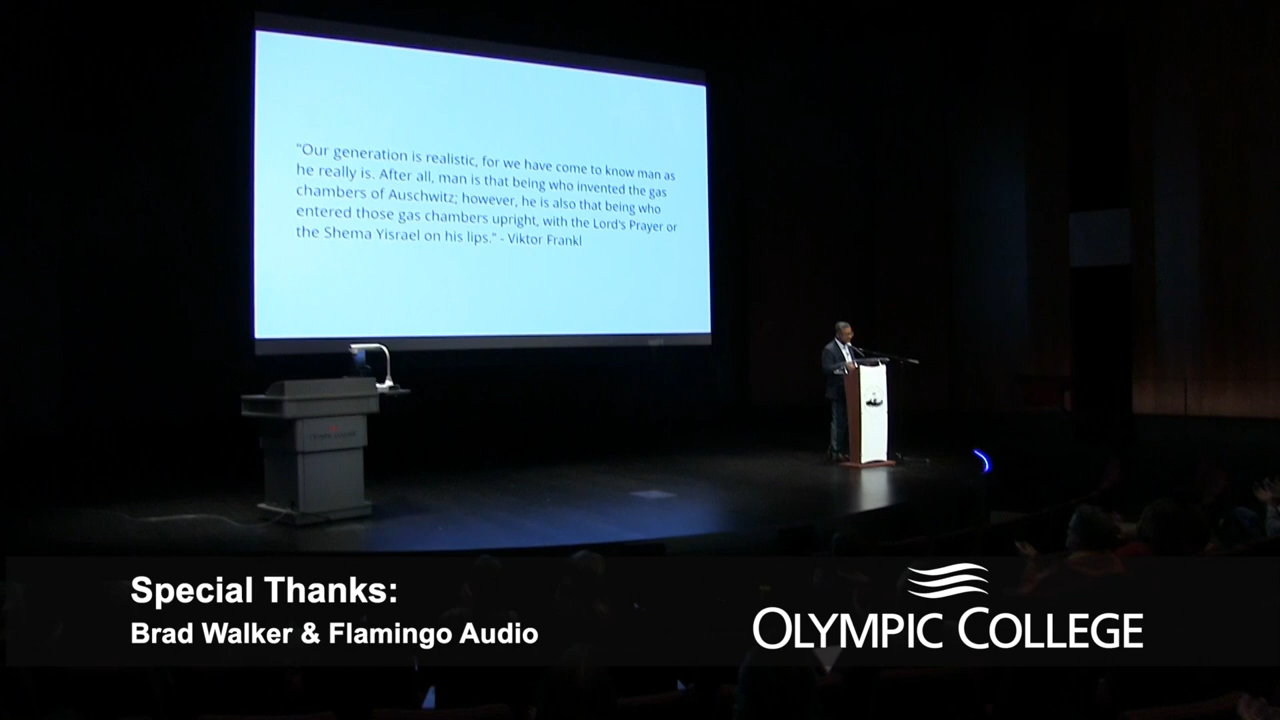 “Our generation is realistic, for we have come to know man as
he really is. After all, man is that being who invented the gas
chambers of Auschwitz; however, he is also that being who
entered those gas chambers upright, with the Lord's Prayer or
the Shema Yisrael on his lips.” - Viktor Frankl
OLYMPIC COLLEGE
Special Thanks:
Brad Walker & Flamingo Audio
OLYMPIC COLLEGE